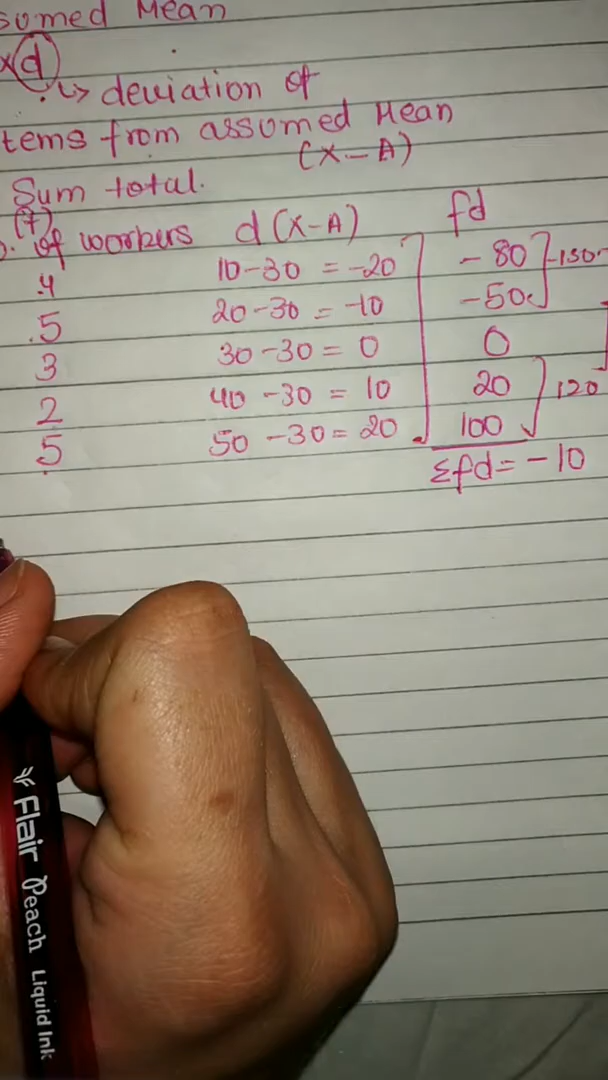 sumed Mean
x d
↳ deviation of
tems from assumed Mean
(X-A)
Sum total.
(f)
. of workers d (X-A) fd
4 10-30 = -20 - 80 -130
5 20-30 = -10 -50
3 30-30 = 0 0
2 40-30 = 10 20 120
5 50-30 = 20 100
Σfd = -10
Flair Peach Liquid Ink